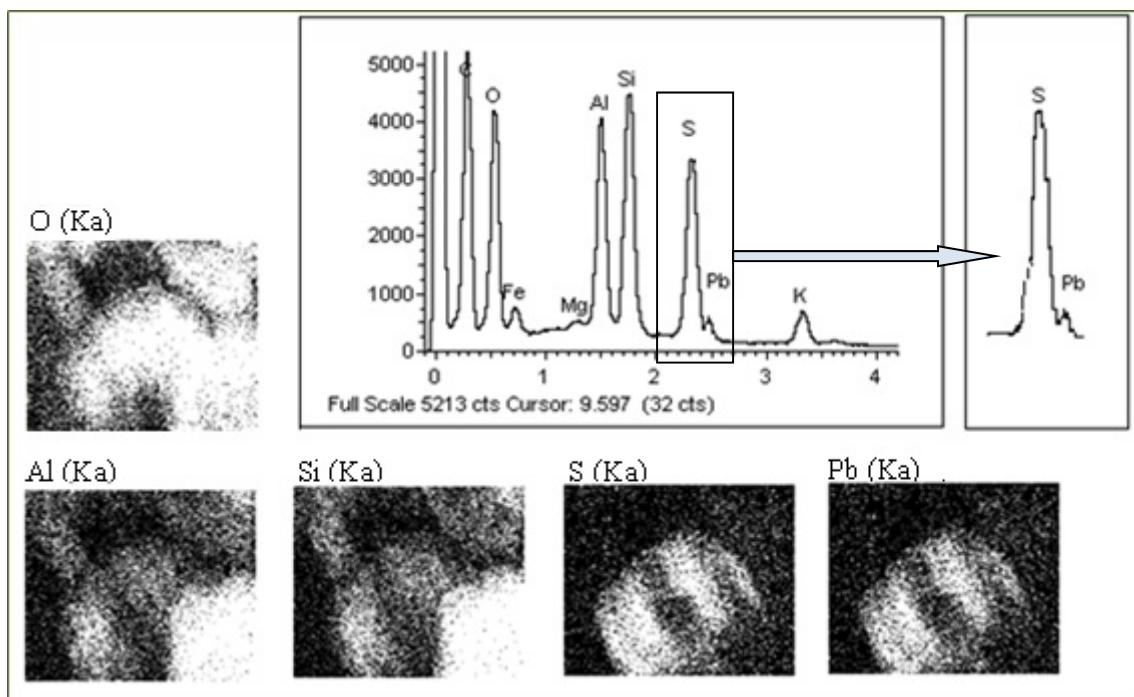 5000
4000
3000
2000
1000
0
C
O
Fe
Mg
Al
Si
S
Pb
K
0 1 2 3 4
Full Scale 5213 cts Cursor: 9.597 (32 cts)
S
Pb
O (Ka)
Al (Ka)
Si (Ka)
S (Ka)
Pb (Ka)